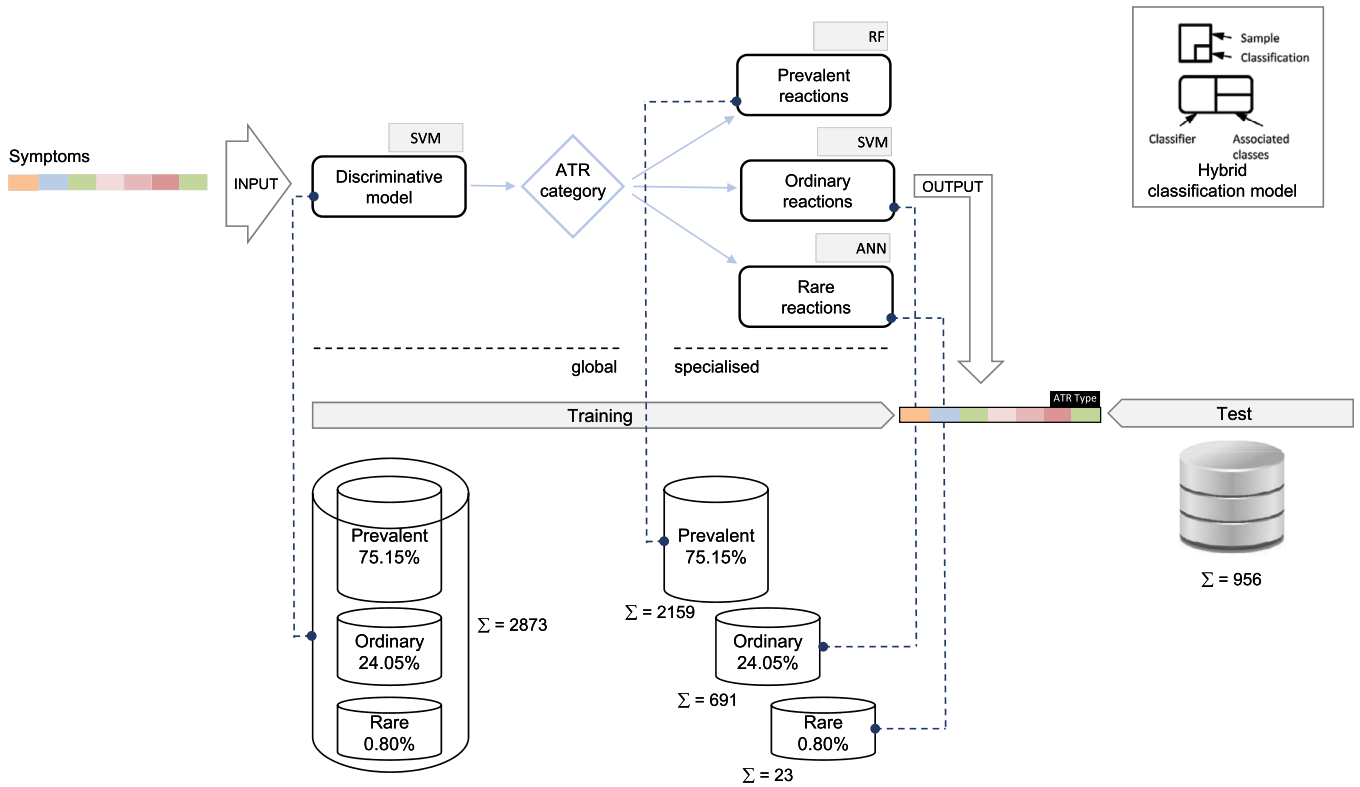 RF
Prevalent
reactions
Sample
Classification
Classifier
Associated
classes
Hybrid
classification model
Symptoms
INPUT
SVM
Discriminative
model
ATR
category
SVM
Ordinary
reactions
OUTPUT
ANN
Rare
reactions
global
specialised
Training
ATR Type
Test
Prevalent
75.15%
Ordinary
24.05%
Rare
0.80%
∑ = 2873
Prevalent
75.15%
∑ = 2159
Ordinary
24.05%
∑ = 691
Rare
0.80%
∑ = 23
∑ = 956